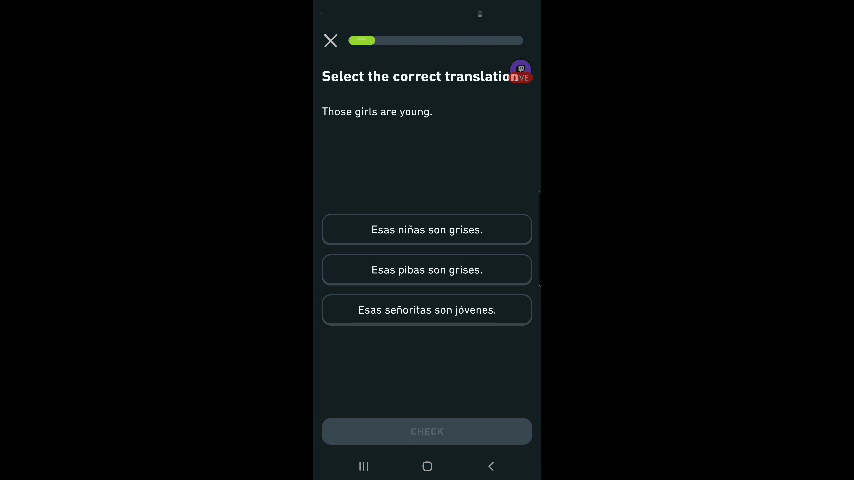 Select the correct translation
LIVE
Those girls are young.
Esas niñas son grises.
Esas pibas son grises.
Esas señoritas son jóvenes.
CHECK